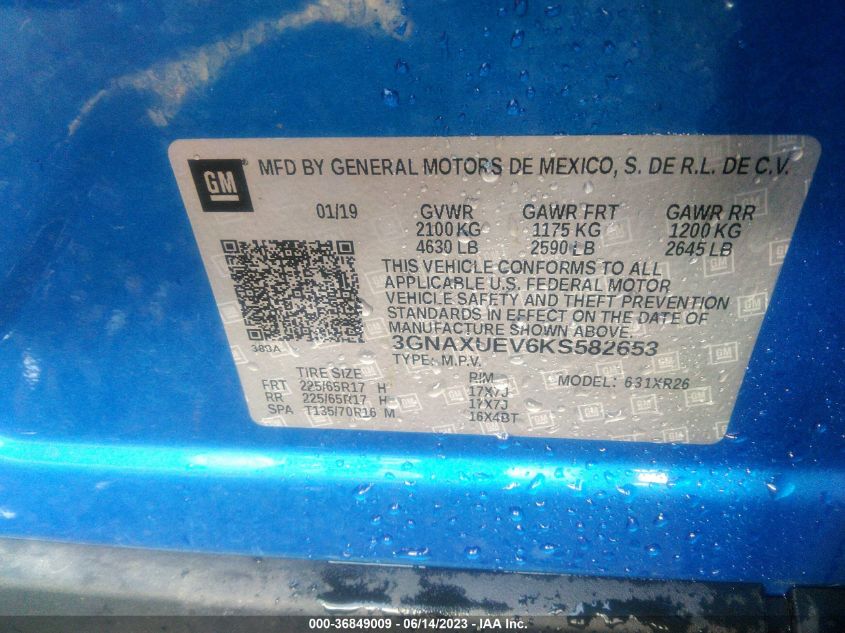 GM
MFD BY GENERAL MOTORS DE MEXICO, S. DE R.L. DE C.V.
01/19 GVWR GAWR FRT GAWR RR
2100 KG 1175 KG 1200 KG
4630 LB 2590 LB 2645 LB
THIS VEHICLE CONFORMS TO ALL
APPLICABLE U.S. FEDERAL MOTOR
VEHICLE SAFETY AND THEFT PREVENTION
STANDARDS IN EFFECT ON THE DATE OF
MANUFACTURE SHOWN ABOVE.
383A
3GNAXUEV6KS582653
TYPE: M.P.V.
TIRE SIZE RIM MODEL: 631XR26
FRT 225/65R17 H 17X7J
RR 225/65R17 H 17X7J
SPA T135/70R16 M 16X4BT
000-36849009 - 06/14/2023 - IAA Inc.